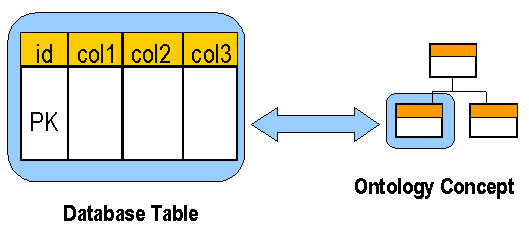 id col1 col2 col3
PK
Ontology Concept
Database Table